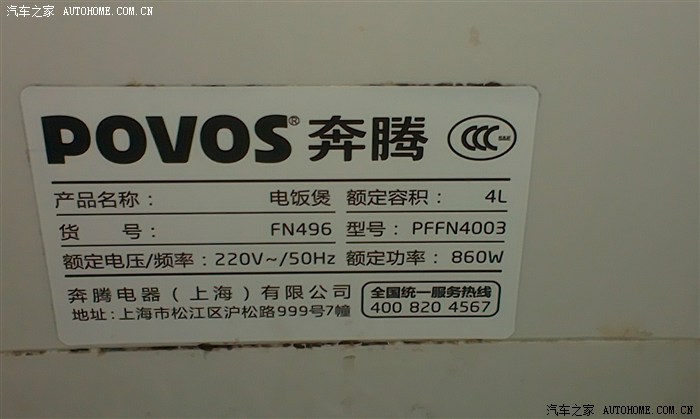 汽车之家 AUTOHOME.COM.CN
POVOS® 奔腾 CCC S&E
产品名称: 电饭煲 额定容积: 4L
货 号: FN496 型号: PFFN4003
额定电压/频率: 220V~/50Hz 额定功率: 860W
奔腾电器(上海)有限公司
地址: 上海市松江区沪松路999号7幢
全国统一服务热线
400 820 4567
汽车之家 AUTOHOME.COM.CN